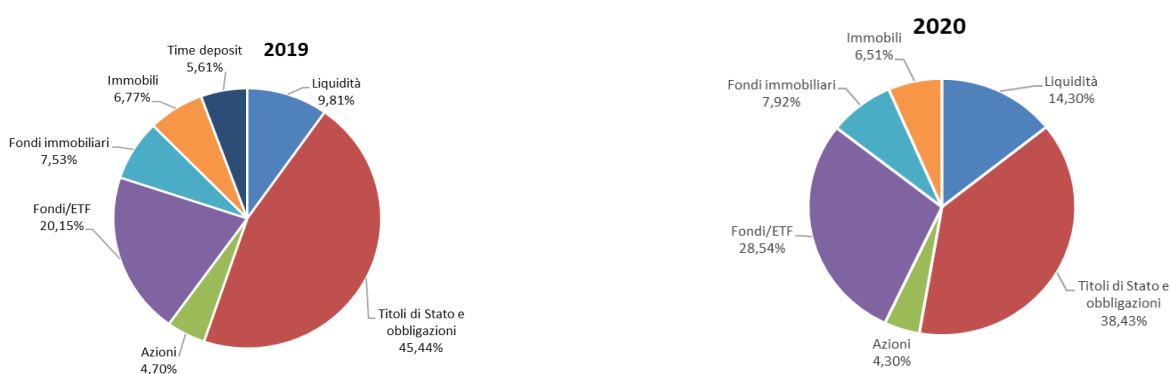 2019
Time deposit
5,61%
Liquidità
9,81%
Immobili
6,77%
Fondi immobiliari
7,53%
Fondi/ETF
20,15%
Titoli di Stato e
obbligazioni
45,44%
Azioni
4,70%
2020
Immobili
6,51%
Liquidità
14,30%
Fondi immobiliari
7,92%
Fondi/ETF
28,54%
Titoli di Stato e
obbligazioni
38,43%
Azioni
4,30%